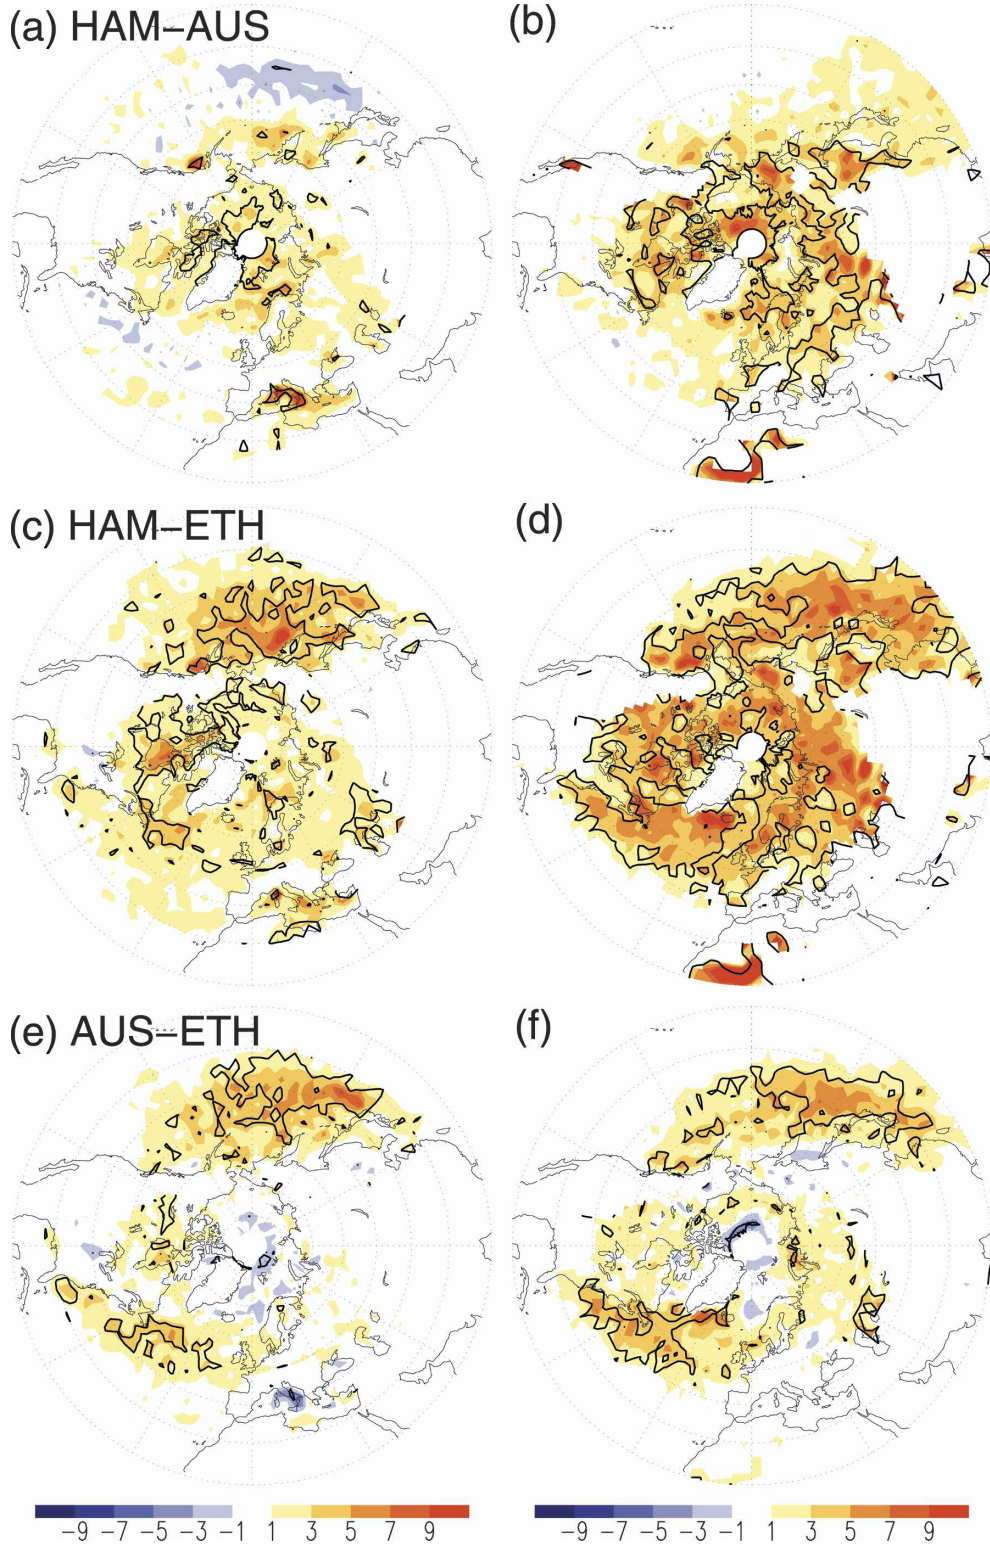 (a) HAM–AUS
(b)
(c) HAM–ETH
(d)
(e) AUS–ETH
(f)
−9 −7 −5 −3 −1 1 3 5 7 9
−9 −7 −5 −3 −1 1 3 5 7 9